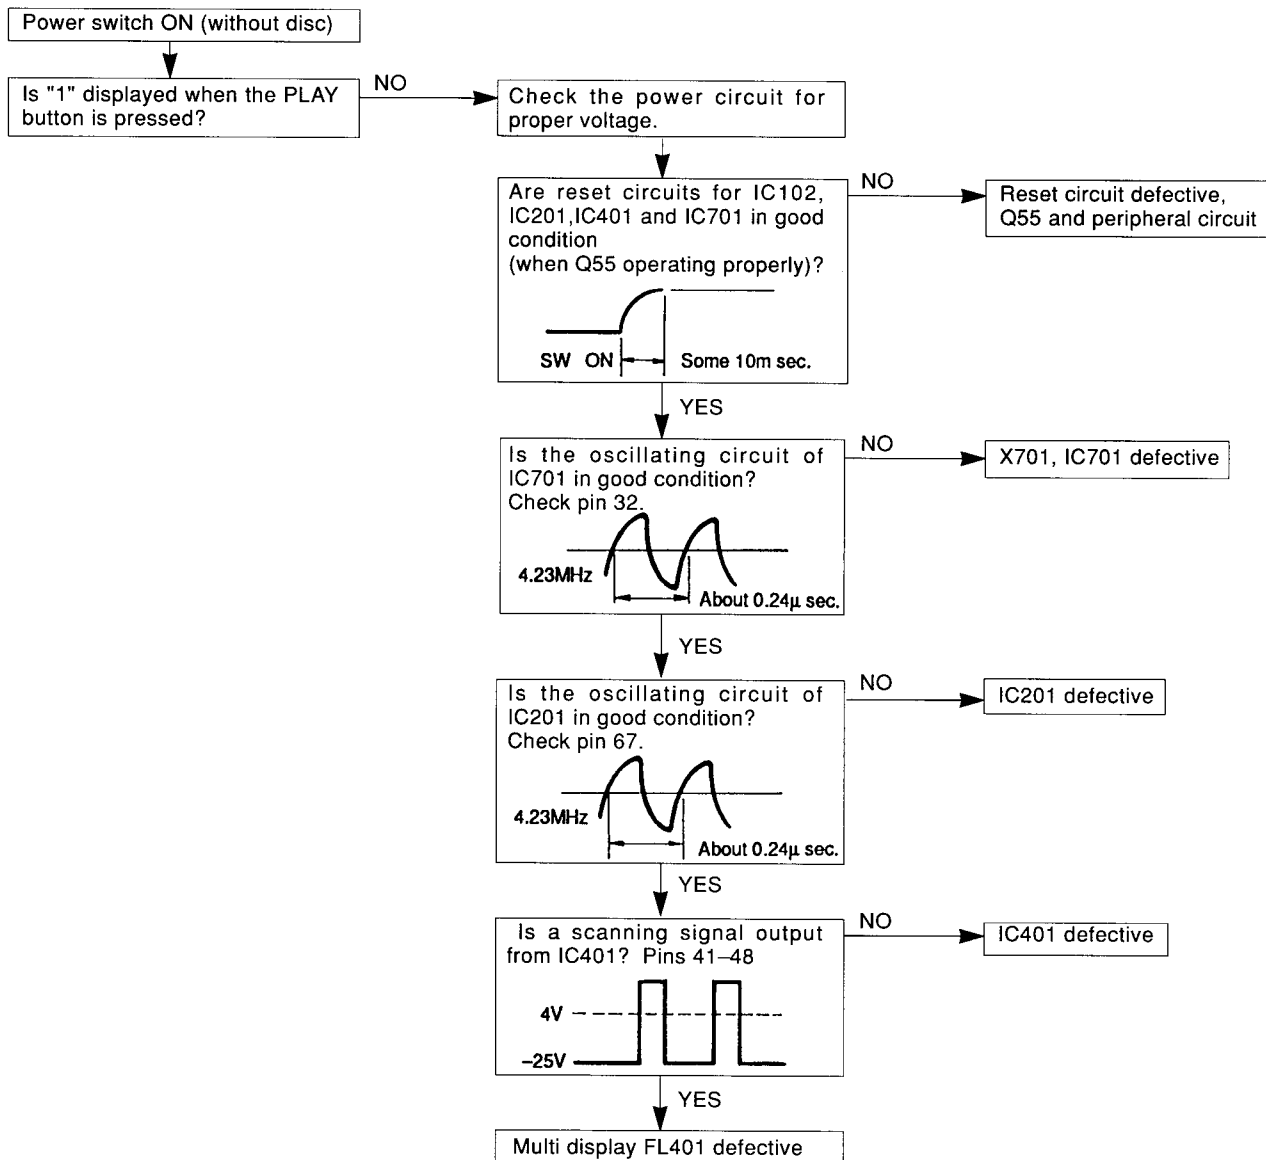 Power switch ON (without disc)
Is "1" displayed when the PLAY
button is pressed?
NO
Check the power circuit for
proper voltage.
Are reset circuits for IC102,
IC201,IC401 and IC701 in good
condition
(when Q55 operating properly)?
SW ON
Some 10m sec.
NO
Reset circuit defective,
Q55 and peripheral circuit
YES
Is the oscillating circuit of
IC701 in good condition?
Check pin 32.
4.23MHz
About 0.24μ sec.
NO
X701, IC701 defective
YES
Is the oscillating circuit of
IC201 in good condition?
Check pin 67.
4.23MHz
About 0.24μ sec.
NO
IC201 defective
YES
Is a scanning signal output
from IC401? Pins 41–48
4V
–25V
NO
IC401 defective
YES
Multi display FL401 defective